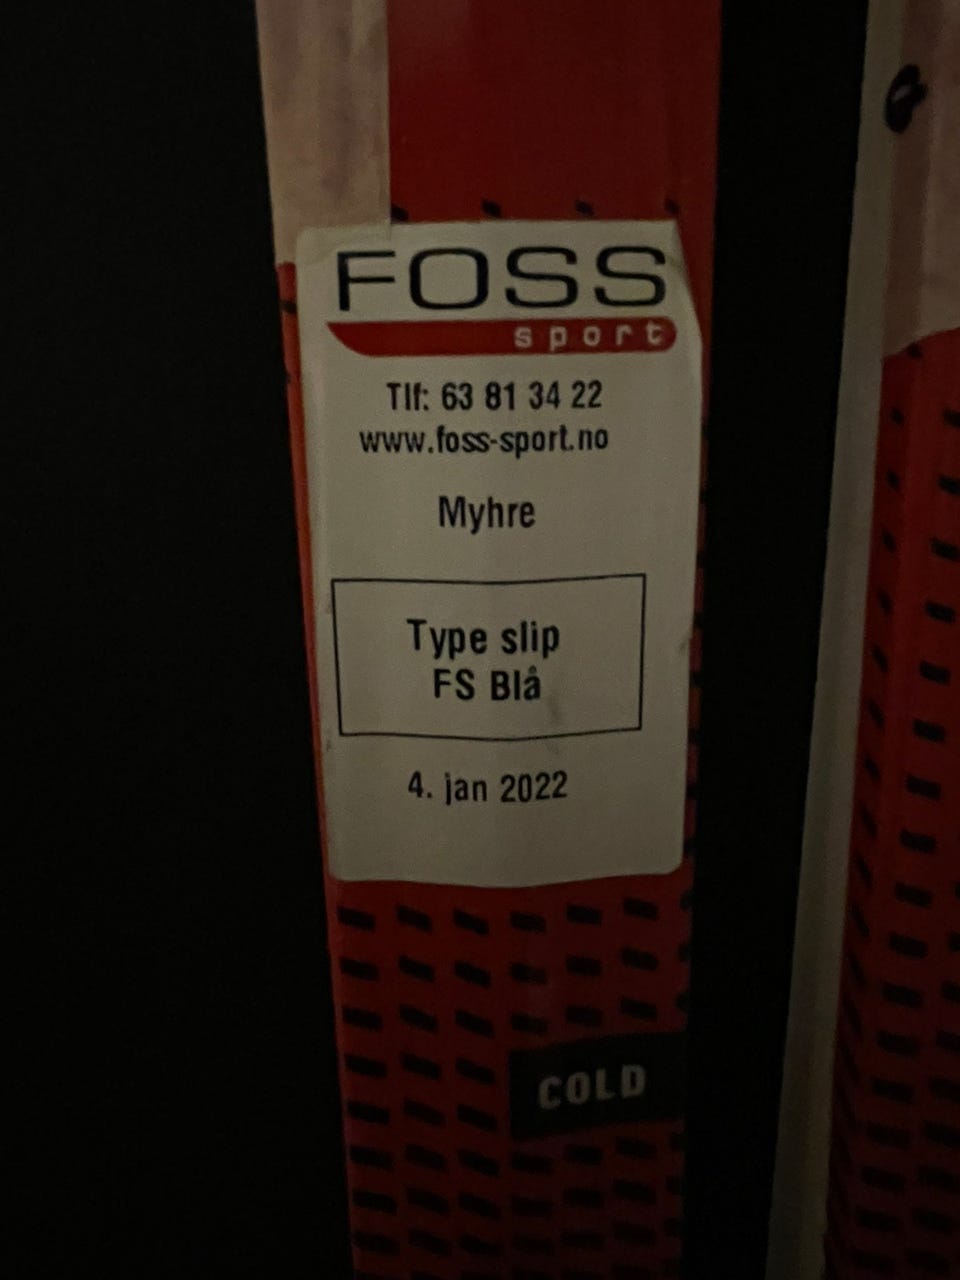 FOSS
sport
Tlf: 63 81 34 22
www.foss-sport.no
Myhre
Type slip
FS Blå
4. jan 2022
COLD